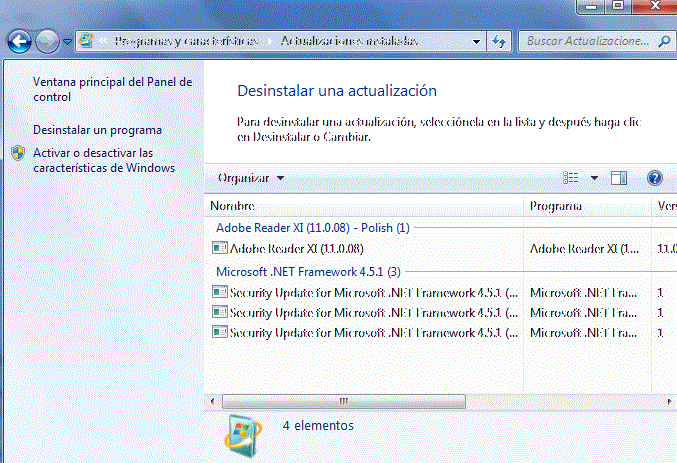 « Programas y características ▸ Actualizaciones instaladas
Buscar Actualizacione...
Ventana principal del Panel de
control
Desinstalar un programa
Activar o desactivar las
características de Windows
Desinstalar una actualización
Para desinstalar una actualización, selecciónela en la lista y después haga clic
en Desinstalar o Cambiar.
Organizar
Nombre Programa Vers
Adobe Reader XI (11.0.08) - Polish (1)
Adobe Reader XI (11.0.08) Adobe Reader XI (1... 11.0
Microsoft .NET Framework 4.5.1 (3)
Security Update for Microsoft .NET Framework 4.5.1 (... Microsoft .NET Fra... 1
Security Update for Microsoft .NET Framework 4.5.1 (... Microsoft .NET Fra... 1
Security Update for Microsoft .NET Framework 4.5.1 (... Microsoft .NET Fra... 1
4 elementos